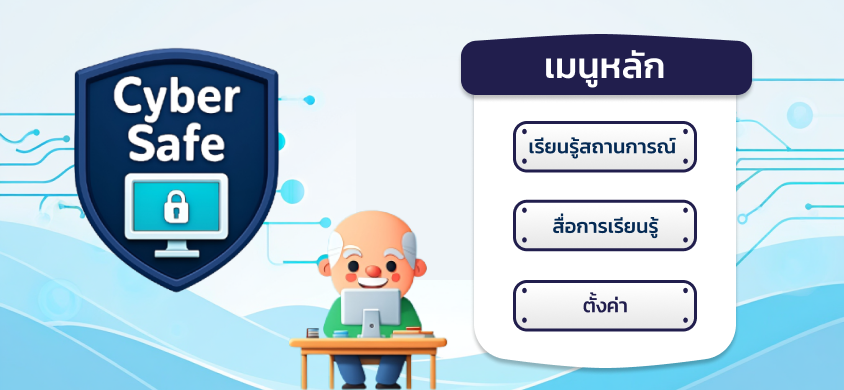 Cyber
Safe
เมนูหลัก
เรียนรู้สถานการณ์
สื่อการเรียนรู้
ตั้งค่า